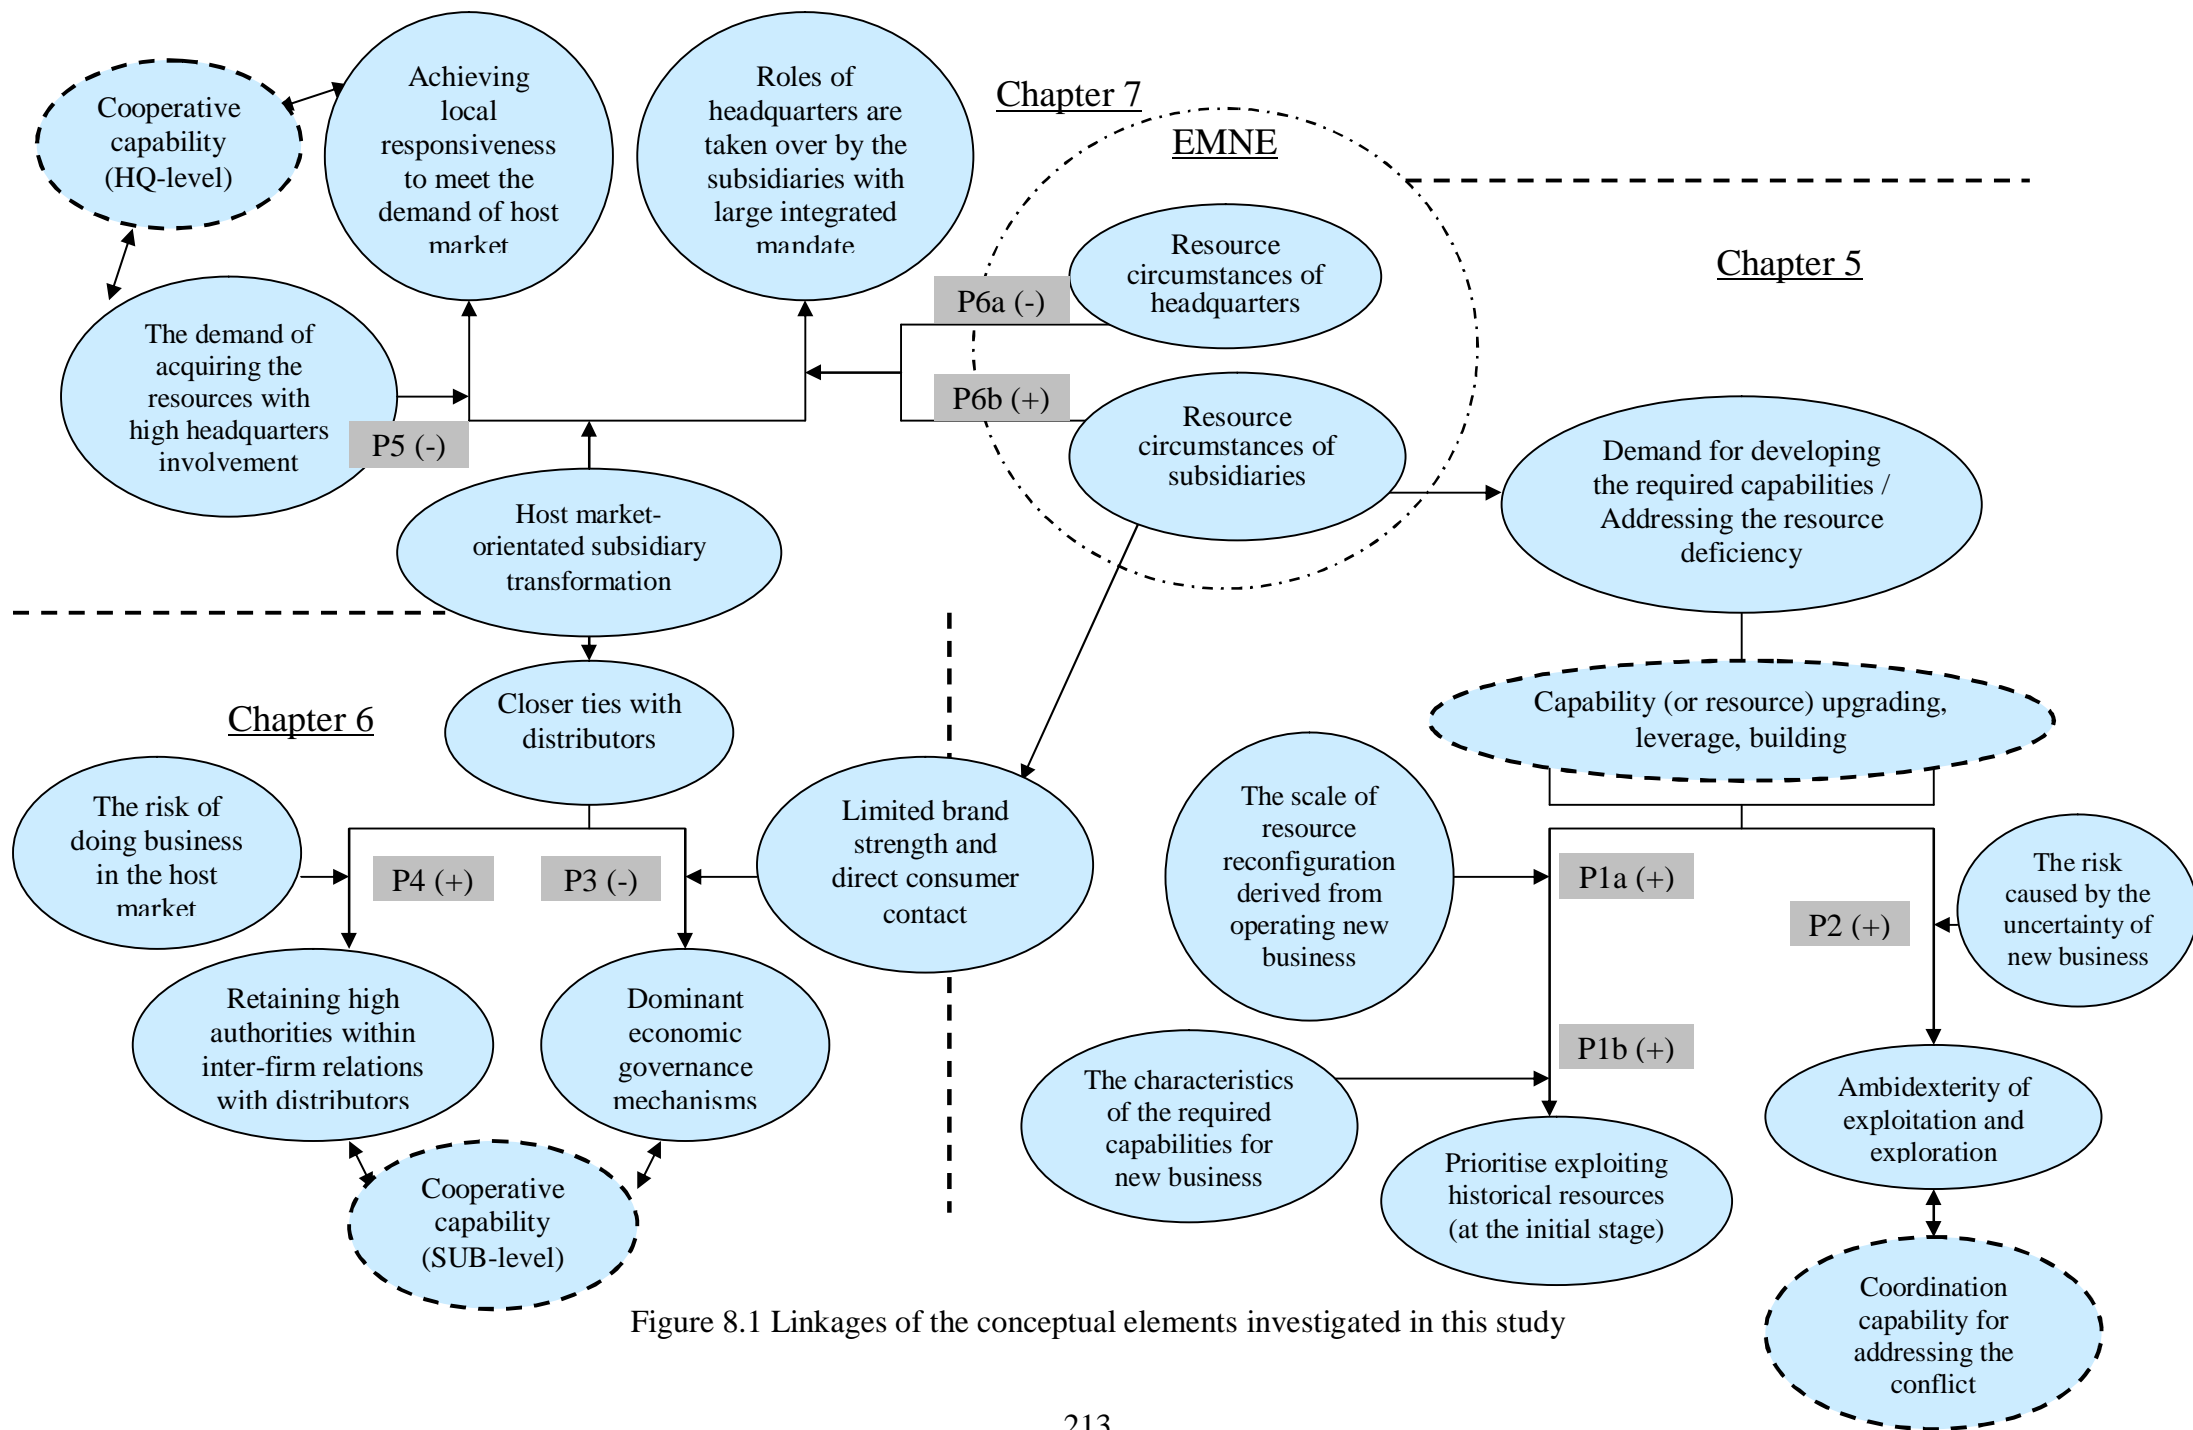 Cooperative
capability
(HQ-level)
Achieving
local
responsiveness
to meet the
demand of host
market
Roles of
headquarters are
taken over by the
subsidiaries with
large integrated
mandate
Chapter 7
EMNE
Resource
circumstances of
headquarters
Chapter 5
P6a (-)
The demand of
acquiring the
resources with
high headquarters
involvement
P5 (-)
P6b (+)
Resource
circumstances of
subsidiaries
Demand for developing
the required capabilities /
Addressing the resource
deficiency
Host market-
orientated subsidiary
transformation
Chapter 6
Closer ties with
distributors
Capability (or resource) upgrading,
leverage, building
The risk of
doing business
in the host
market
P4 (+)
P3 (-)
Limited brand
strength and
direct consumer
contact
The scale of
resource
reconfiguration
derived from
operating new
business
P1a (+)
P2 (+)
The risk
caused by the
uncertainty of
new business
Retaining high
authorities within
inter-firm relations
with distributors
Dominant
economic
governance
mechanisms
P1b (+)
The characteristics
of the required
capabilities for
new business
Prioritise exploiting
historical resources
(at the initial stage)
Ambidexterity of
exploitation and
exploration
Cooperative
capability
(SUB-level)
Coordination
capability for
addressing the
conflict
Figure 8.1 Linkages of the conceptual elements investigated in this study
213